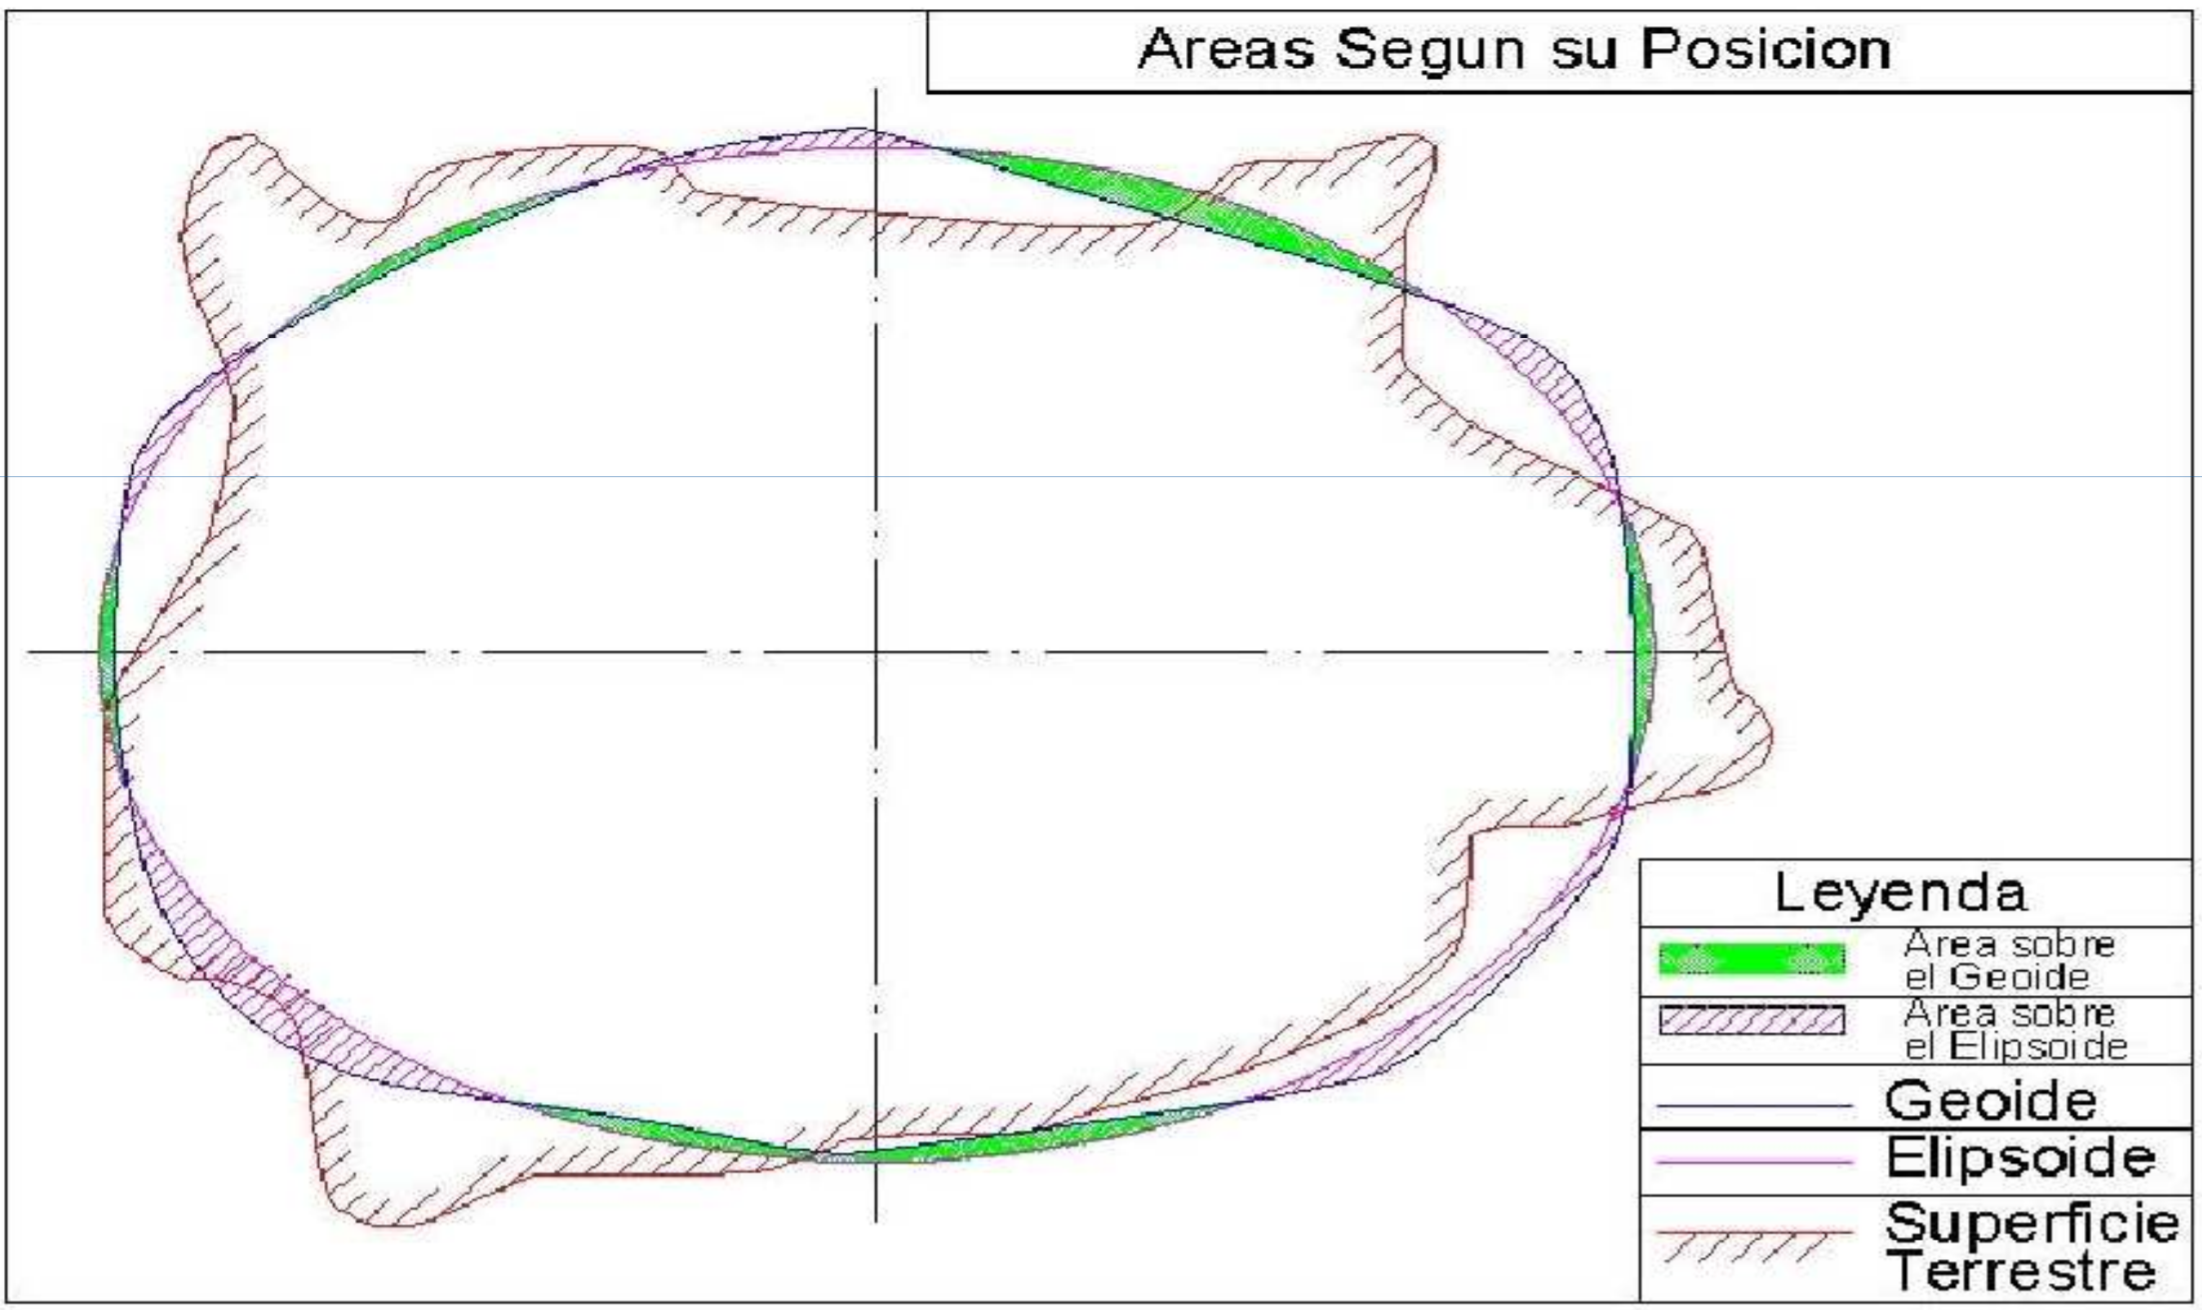 Areas Segun su Posicion
Leyenda
Area sobre
el Geoide
Area sobre
el Elipsoide
Geoide
Elipsoide
Superficie
Terrestre